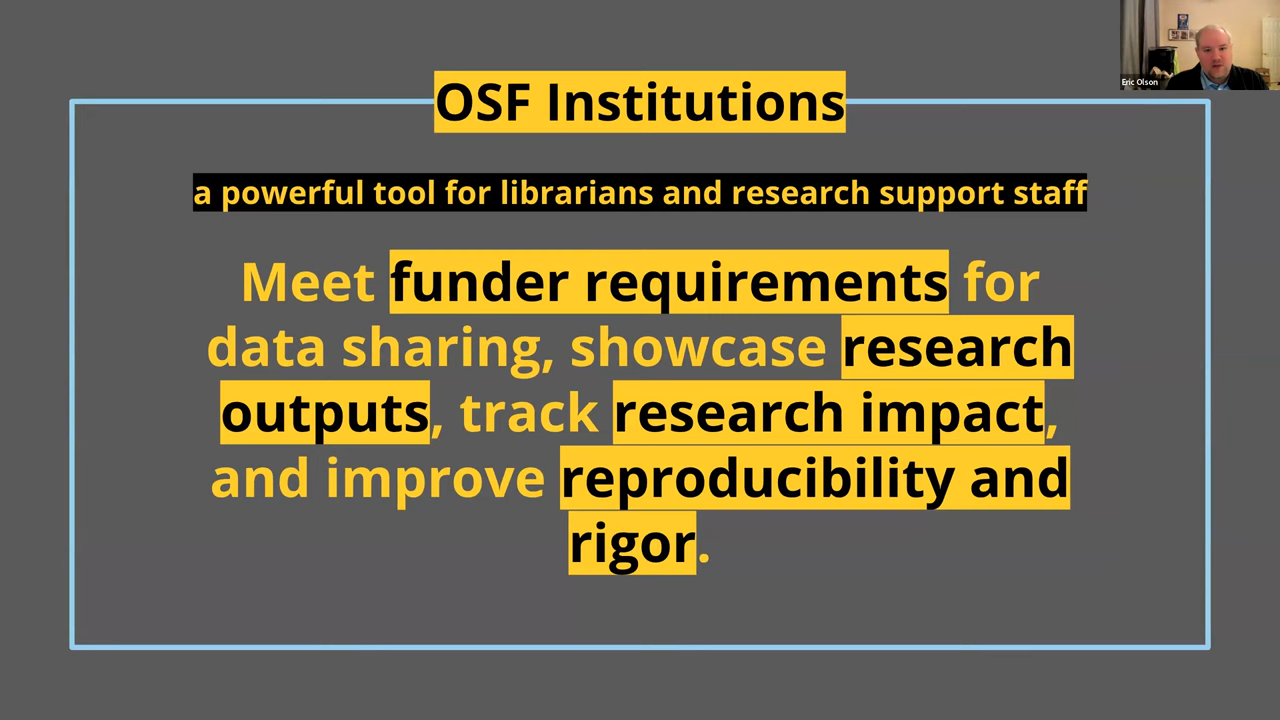 Eric Olson
OSF Institutions
a powerful tool for librarians and research support staff
Meet funder requirements for
data sharing, showcase research
outputs, track research impact,
and improve reproducibility and
rigor.